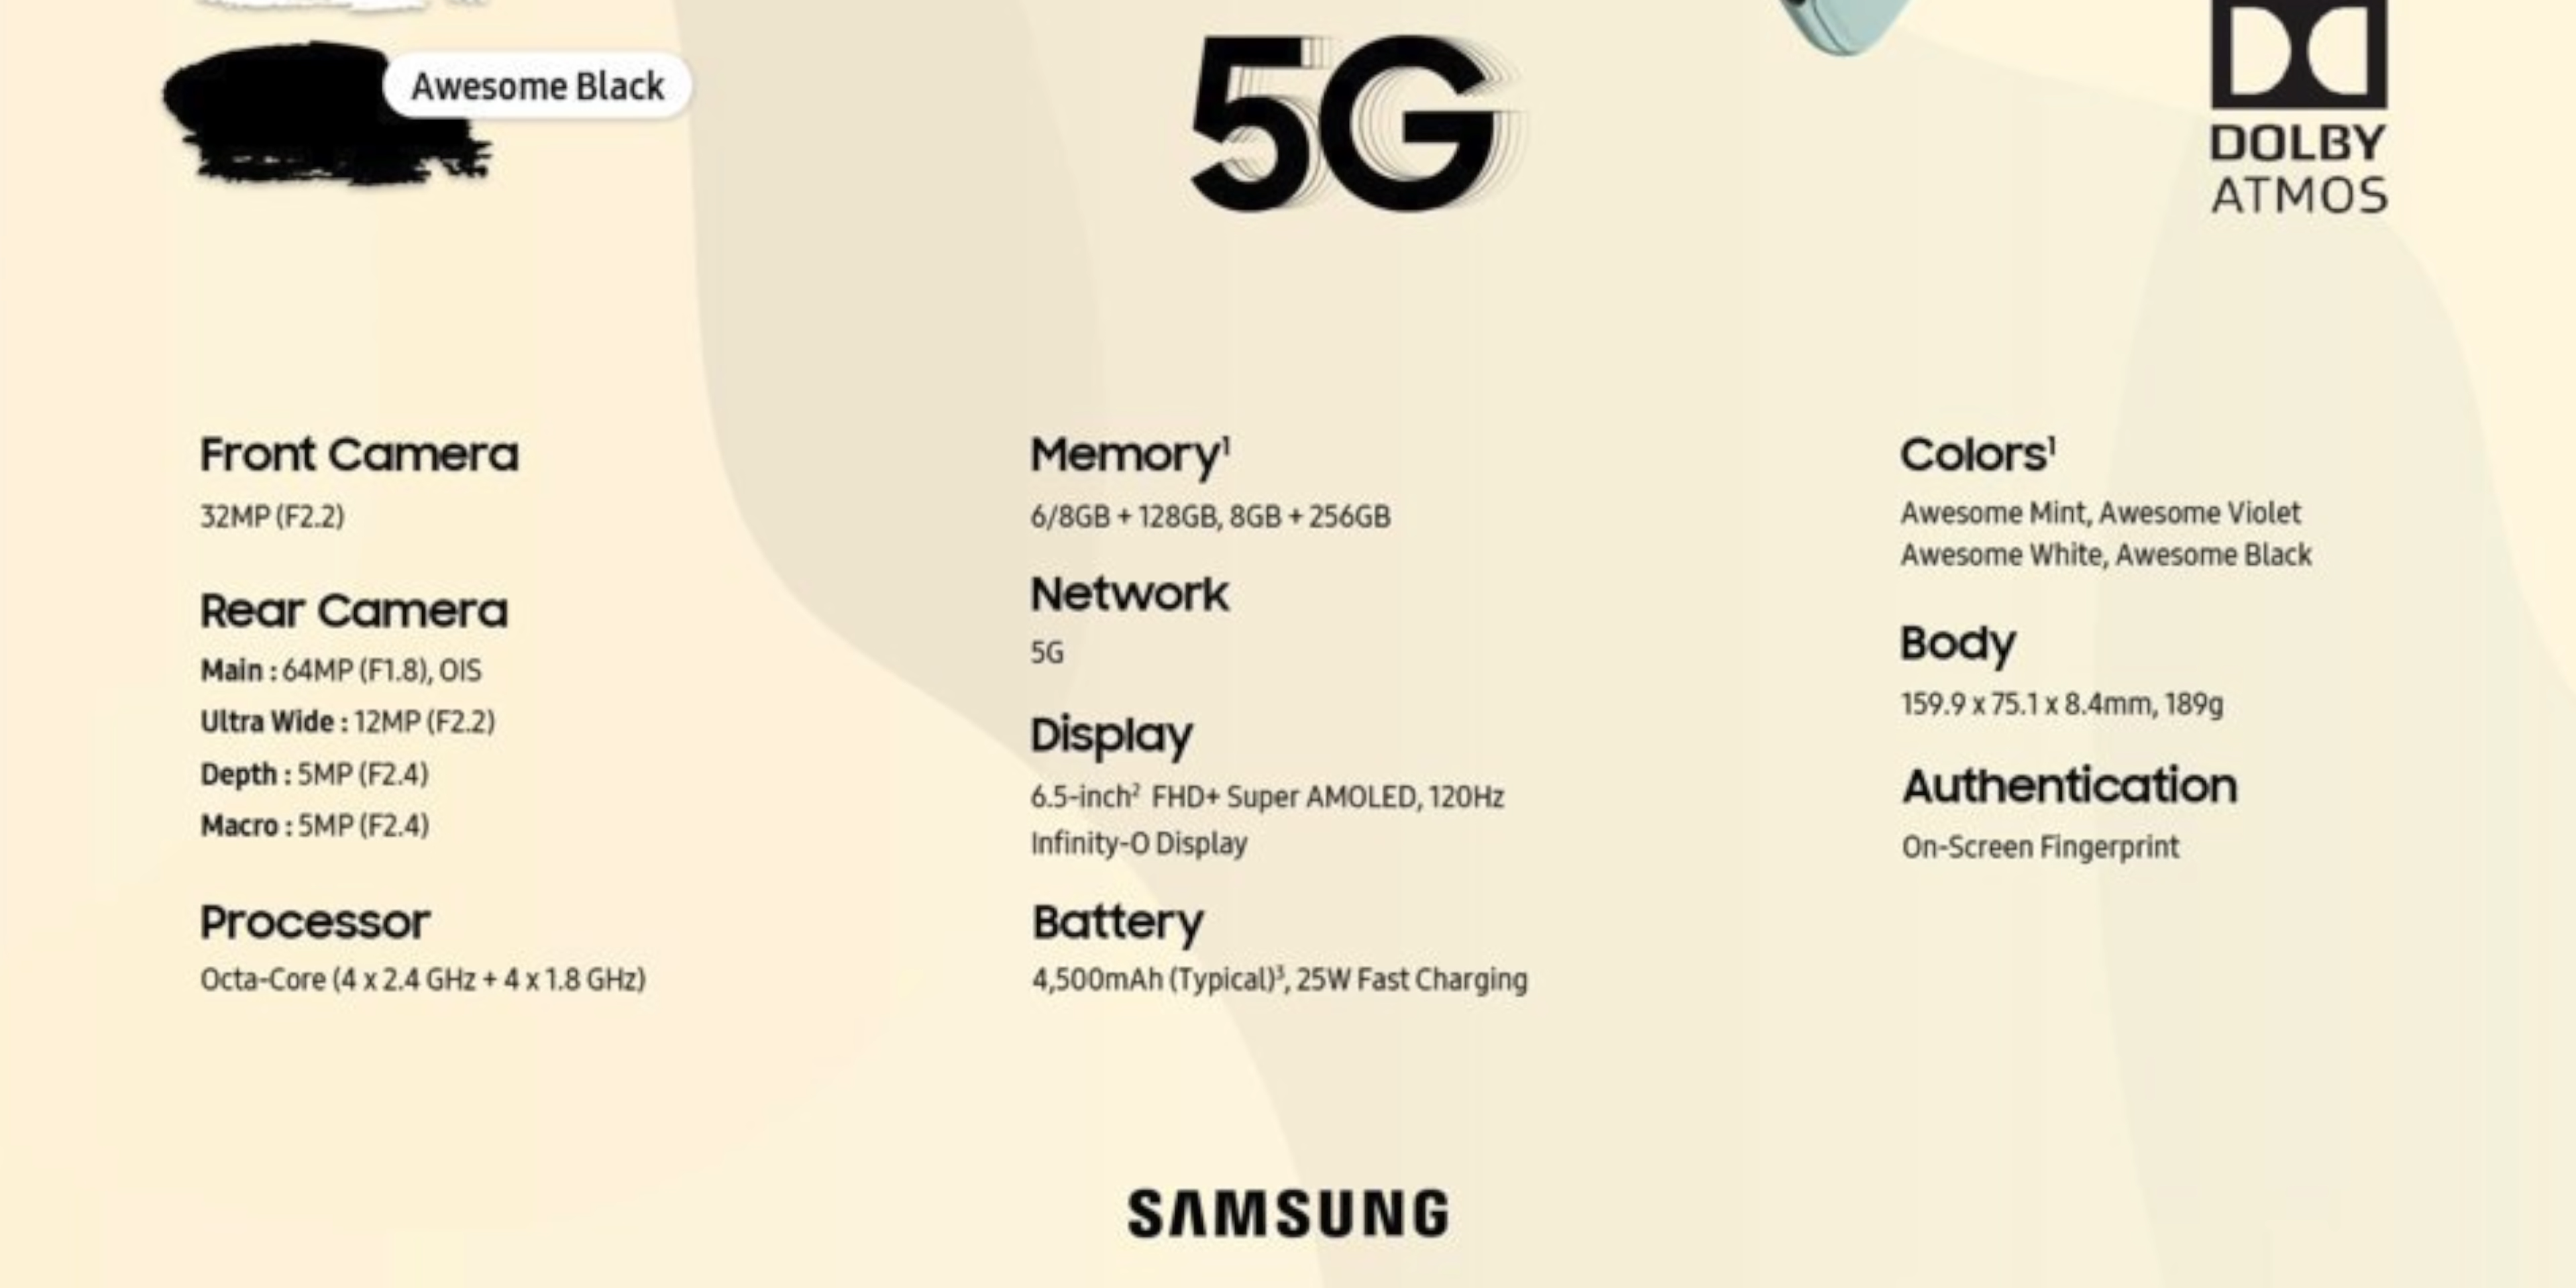 Awesome Black
5G
DOLBY
ATMOS
Front Camera
32MP (F2.2)
Rear Camera
Main : 64MP (F1.8), OIS
Ultra Wide : 12MP (F2.2)
Depth : 5MP (F2.4)
Macro : 5MP (F2.4)
Processor
Octa-Core (4 x 2.4 GHz + 4 x 1.8 GHz)
Memory¹
6/8GB + 128GB, 8GB + 256GB
Network
5G
Display
6.5-inch² FHD+ Super AMOLED, 120Hz
Infinity-O Display
Battery
4,500mAh (Typical)³, 25W Fast Charging
Colors¹
Awesome Mint, Awesome Violet
Awesome White, Awesome Black
Body
159.9 x 75.1 x 8.4mm, 189g
Authentication
On-Screen Fingerprint
SAMSUNG